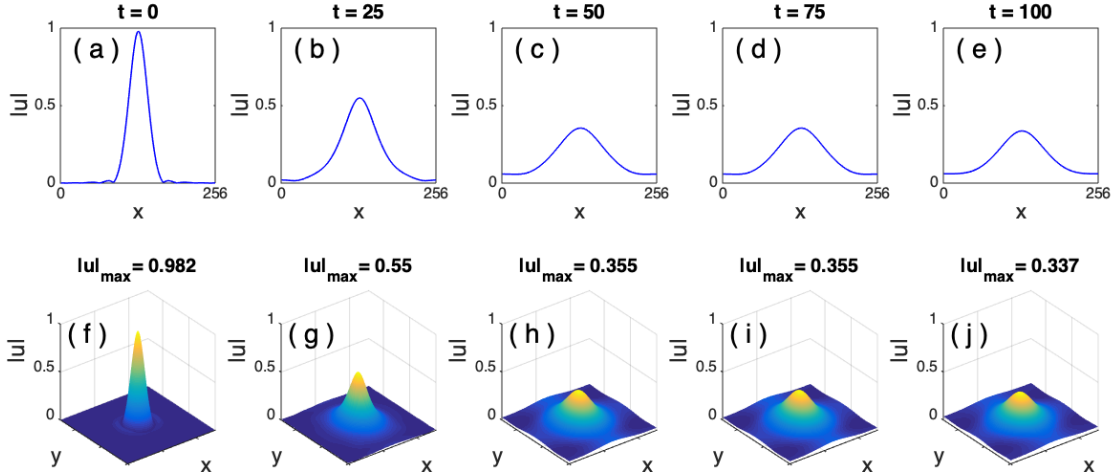 t = 0 t = 25 t = 50 t = 75 t = 100
1 1 1 1 1
( a ) ( b ) ( c ) ( d ) ( e )
|u| 0.5 |u| 0.5 |u| 0.5 |u| 0.5 |u| 0.5
0 0 0 0 0
0 256 0 256 0 256 0 256 0 256
x x x x x
|u|max = 0.982 |u|max = 0.55 |u|max = 0.355 |u|max = 0.355 |u|max = 0.337
1 1 1 1 1
( f ) ( g ) ( h ) ( i ) ( j )
|u| 0.5 |u| 0.5 |u| 0.5 |u| 0.5 |u| 0.5
0 0 0 0 0
y x y x y x y x y x